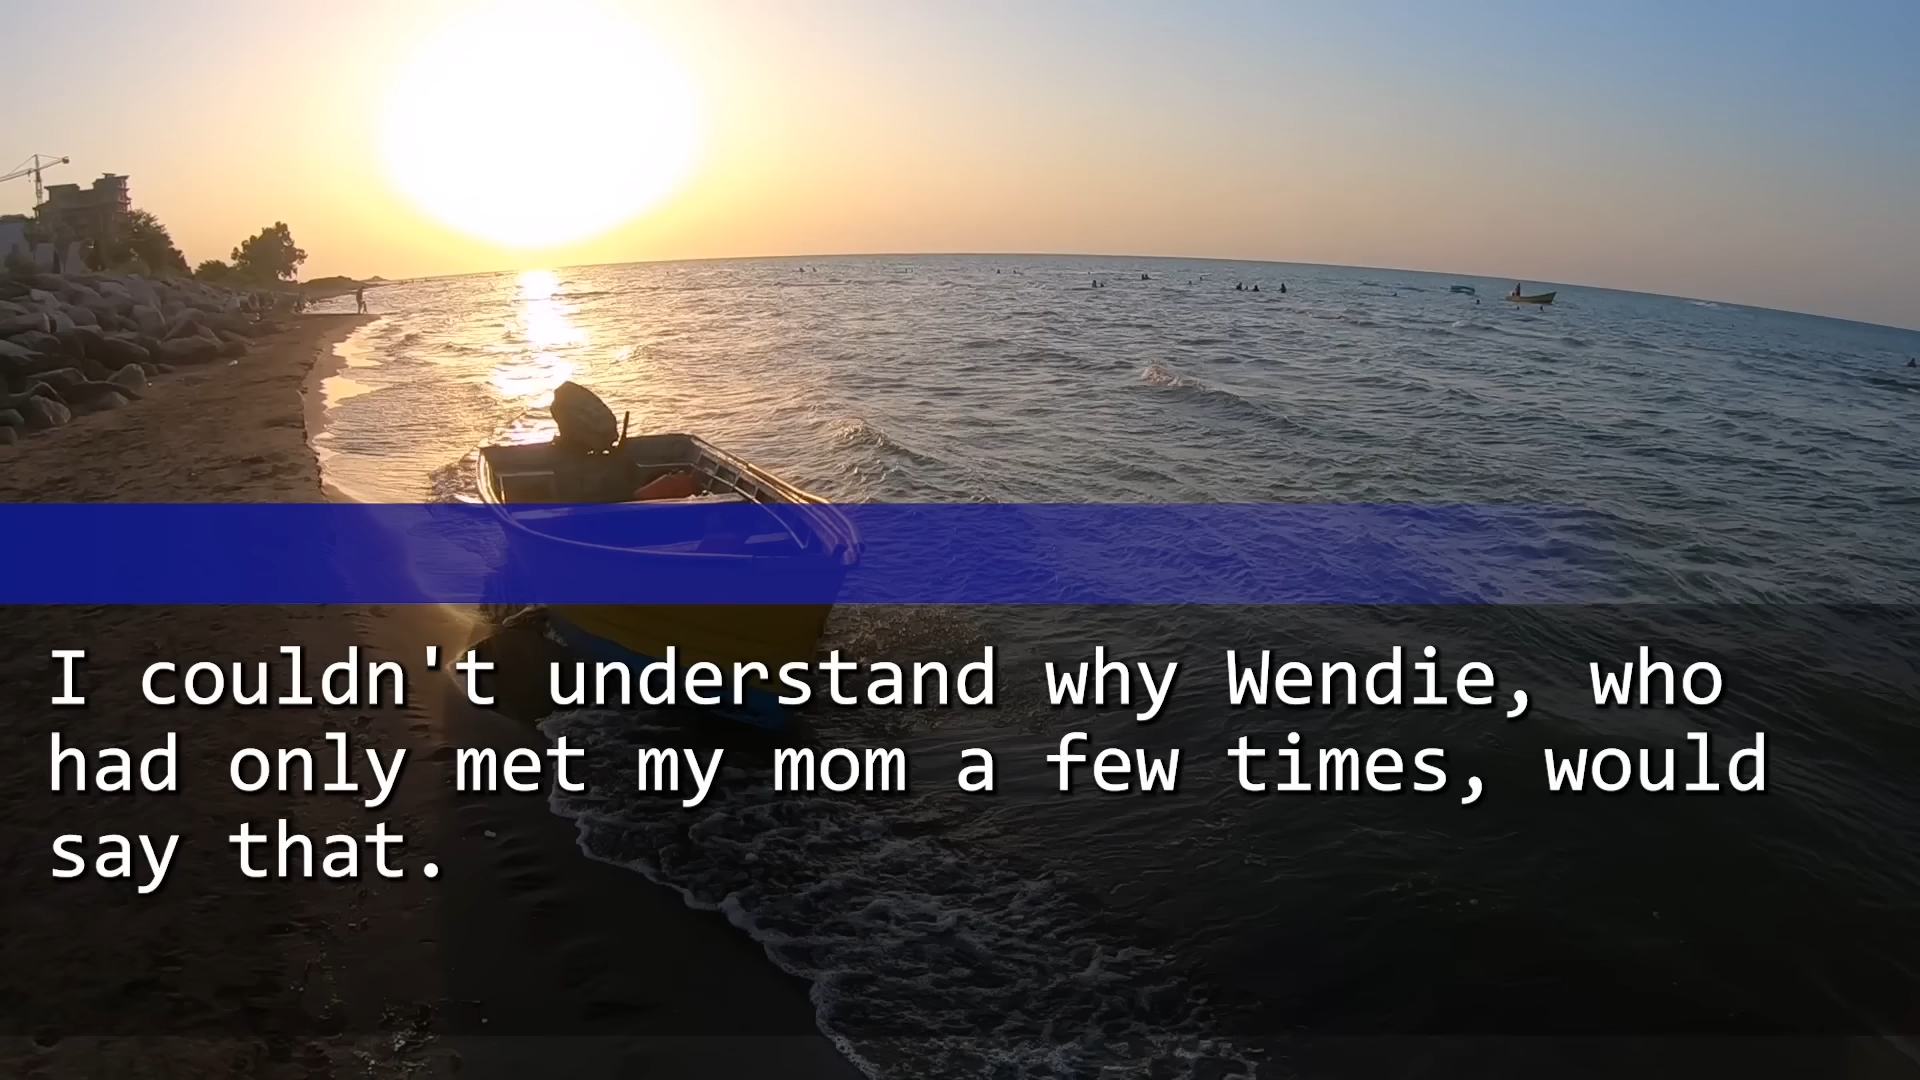 I couldn't understand why Wendie, who
had only met my mom a few times, would
say that.